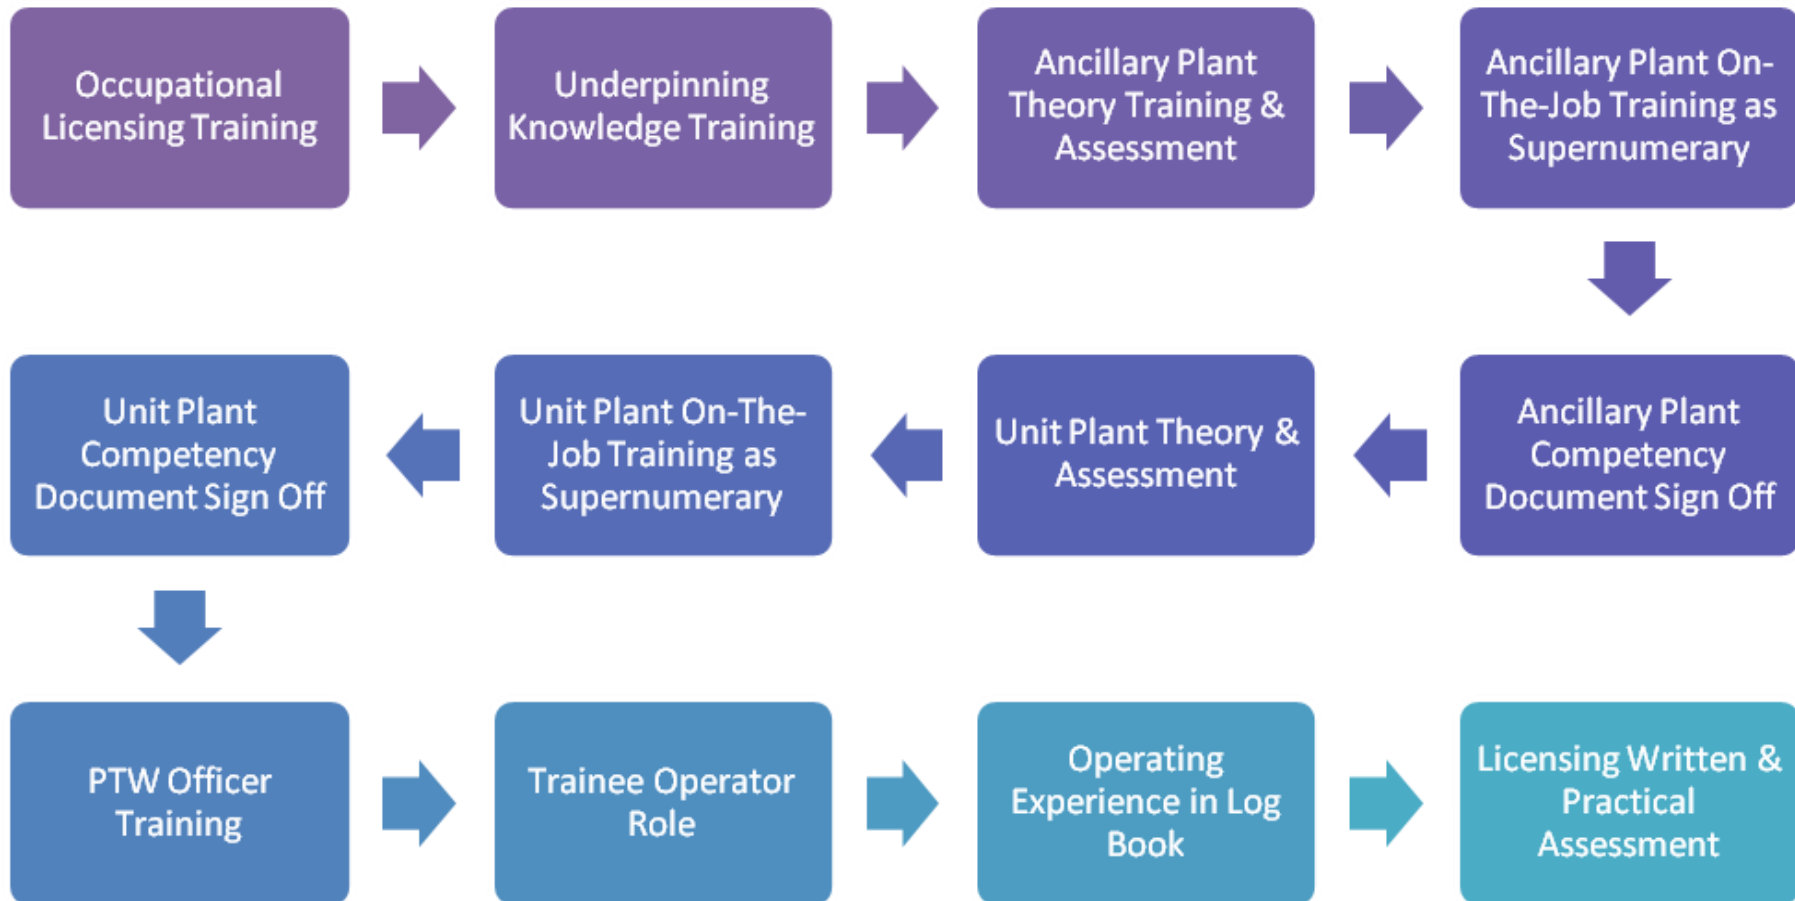 Occupational
Licensing Training
Underpinning
Knowledge Training
Ancillary Plant
Theory Training &
Assessment
Ancillary Plant On-
The-Job Training as
Supernumerary
Ancillary Plant
Competency
Document Sign Off
Unit Plant Theory &
Assessment
Unit Plant On-The-
Job Training as
Supernumerary
Unit Plant
Competency
Document Sign Off
PTW Officer
Training
Trainee Operator
Role
Operating
Experience in Log
Book
Licensing Written &
Practical
Assessment